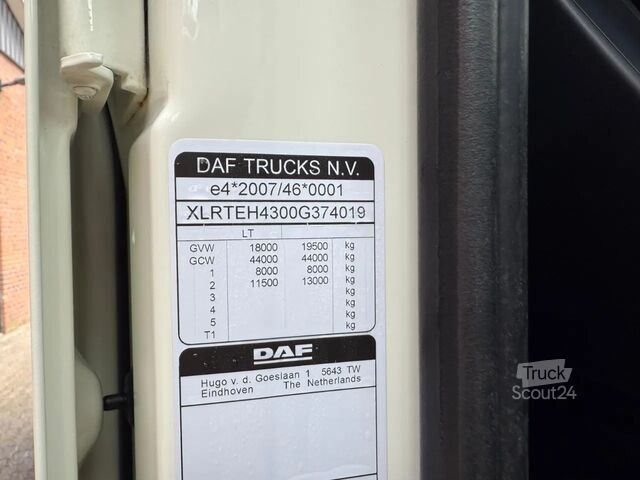 DAF TRUCKS N.V.
e4*2007/46*0001
XLRTEH4300G374019
LT
GVW 18000 19500 kg
GCW 44000 44000 kg
1 8000 8000 kg
2 11500 13000 kg
3 kg
4 kg
5 kg
T1 kg
DAF
Hugo v. d. Goeslaan 1 5643 TW
Eindhoven The Netherlands
Truck
Scout24